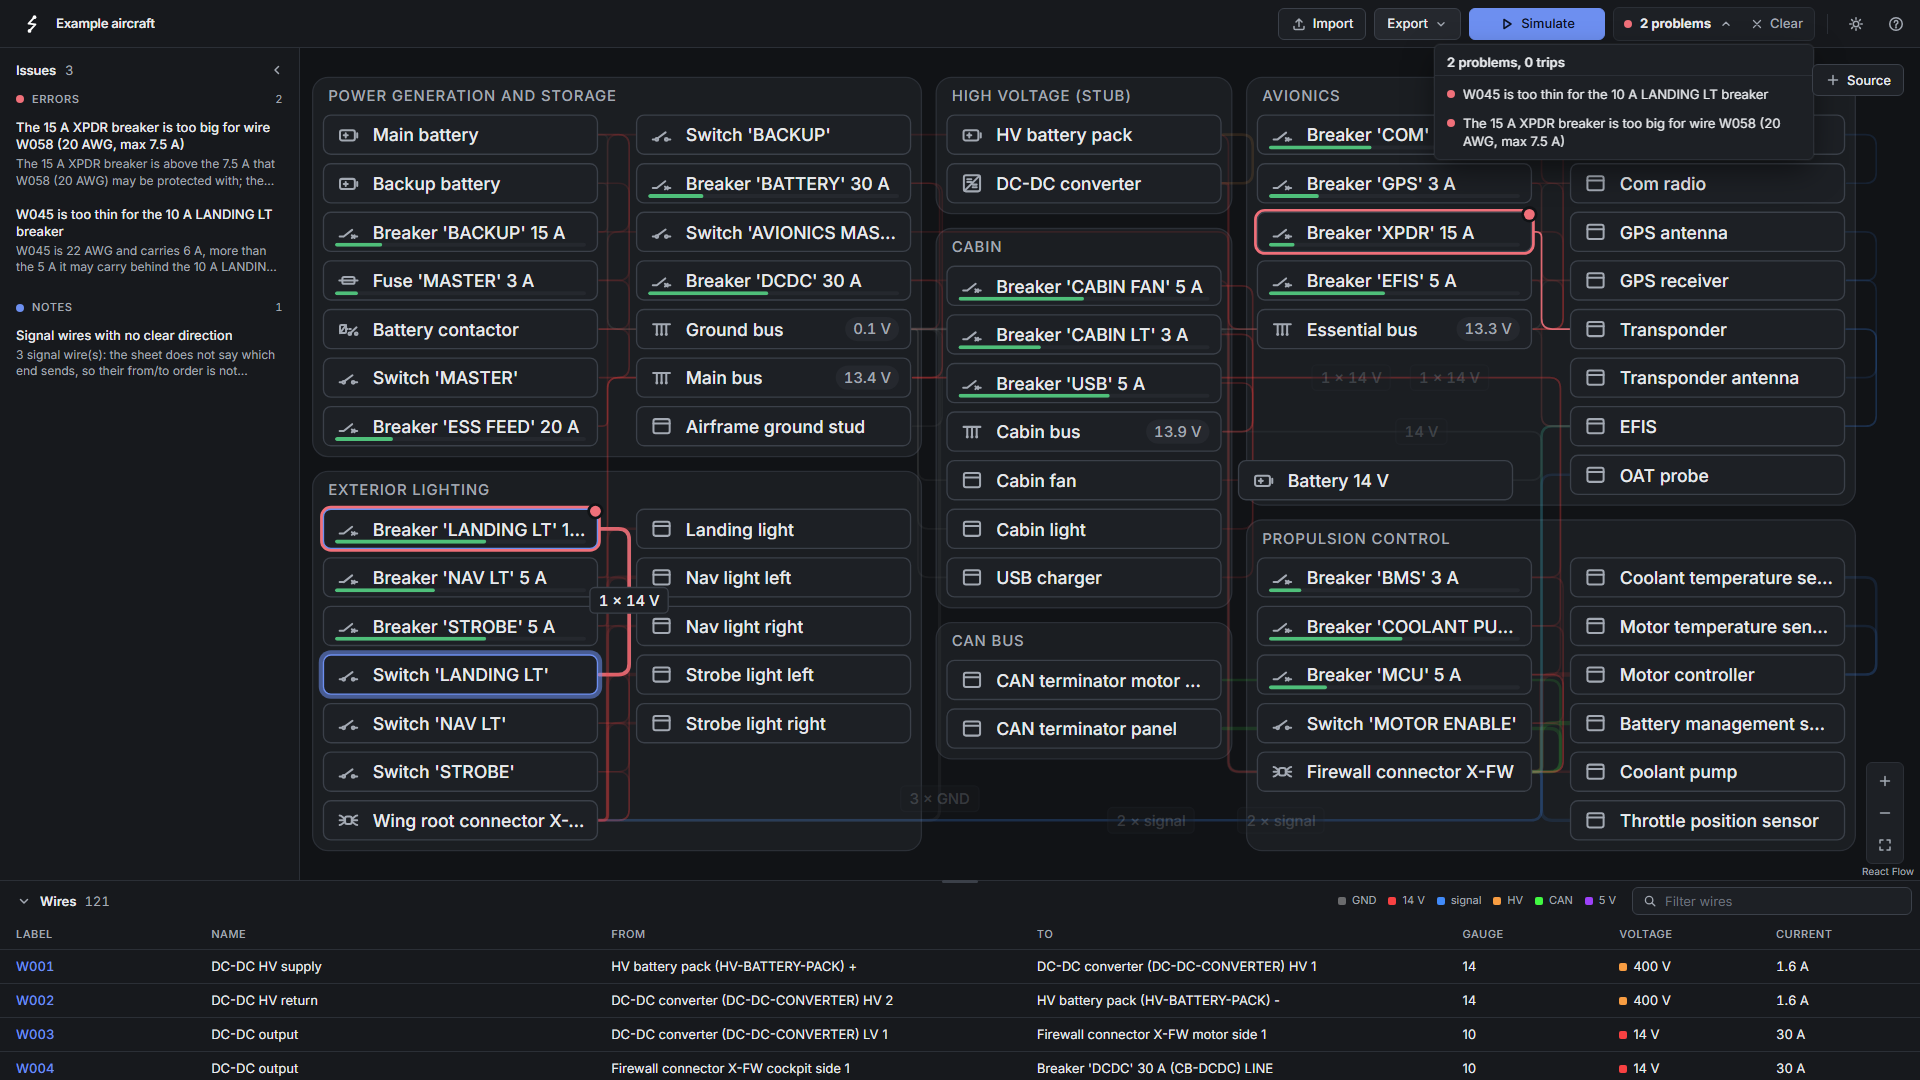 Example aircraft
Import
Export
Simulate
2 problems
Clear
Issues 3
ERRORS 2
The 15 A XPDR breaker is too big for wire
W058 (20 AWG, max 7.5 A)
The 15 A XPDR breaker is above the 7.5 A that
W058 (20 AWG) may be protected with; the...
W045 is too thin for the 10 A LANDING LT
breaker
W045 is 22 AWG and carries 6 A, more than
the 5 A it may carry behind the 10 A LANDIN...
NOTES 1
Signal wires with no clear direction
3 signal wire(s): the sheet does not say which
end sends, so their from/to order is not...
2 problems, 0 trips
W045 is too thin for the 10 A LANDING LT breaker
The 15 A XPDR breaker is too big for wire W058 (20
AWG, max 7.5 A)
Source
POWER GENERATION AND STORAGE
Main battery
Backup battery
Breaker 'BACKUP' 15 A
Fuse 'MASTER' 3 A
Battery contactor
Switch 'MASTER'
Breaker 'ESS FEED' 20 A
Switch 'BACKUP'
Breaker 'BATTERY' 30 A
Switch 'AVIONICS MAS...
Breaker 'DCDC' 30 A
Ground bus 0.1 V
Main bus 13.4 V
Airframe ground stud
EXTERIOR LIGHTING
Breaker 'LANDING LT' 1...
Breaker 'NAV LT' 5 A
Breaker 'STROBE' 5 A
Switch 'LANDING LT'
Switch 'NAV LT'
Switch 'STROBE'
Wing root connector X-...
1 × 14 V
Landing light
Nav light left
Nav light right
Strobe light left
Strobe light right
HIGH VOLTAGE (STUB)
HV battery pack
DC-DC converter
CABIN
Breaker 'CABIN FAN' 5 A
Breaker 'CABIN LT' 3 A
Breaker 'USB' 5 A
Cabin bus 13.9 V
Cabin fan
Cabin light
USB charger
CAN BUS
CAN terminator motor ...
CAN terminator panel
3 × GND
2 × signal
2 × signal
AVIONICS
Breaker 'COM'
Breaker 'GPS' 3 A
Breaker 'XPDR' 15 A
Breaker 'EFIS' 5 A
Essential bus 13.3 V
1 × 14 V
1 × 14 V
14 V
Battery 14 V
Com radio
GPS antenna
GPS receiver
Transponder
Transponder antenna
EFIS
OAT probe
PROPULSION CONTROL
Breaker 'BMS' 3 A
Breaker 'COOLANT PU...
Breaker 'MCU' 5 A
Switch 'MOTOR ENABLE'
Firewall connector X-FW
Coolant temperature se...
Motor temperature sen...
Motor controller
Battery management s...
Coolant pump
Throttle position sensor
React Flow
Wires 121
GND 14 V signal HV CAN 5 V
Filter wires
LABEL NAME FROM TO GAUGE VOLTAGE CURRENT
W001 DC-DC HV supply HV battery pack (HV-BATTERY-PACK) + DC-DC converter (DC-DC-CONVERTER) HV 1 14 400 V 1.6 A
W002 DC-DC HV return DC-DC converter (DC-DC-CONVERTER) HV 2 HV battery pack (HV-BATTERY-PACK) - 14 400 V 1.6 A
W003 DC-DC output DC-DC converter (DC-DC-CONVERTER) LV 1 Firewall connector X-FW motor side 1 10 14 V 30 A
W004 DC-DC output Firewall connector X-FW cockpit side 1 Breaker 'DCDC' 30 A (CB-DCDC) LINE 10 14 V 30 A